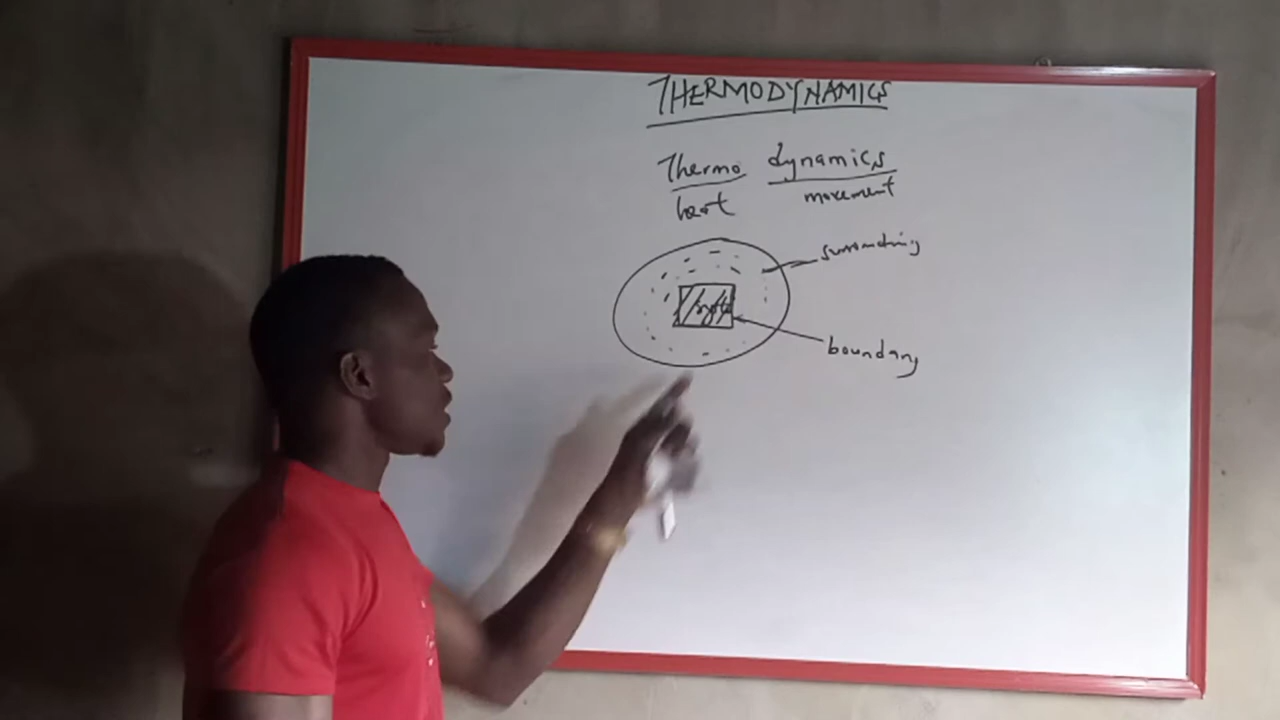 THERMODYNAMICS
Thermo dynamics
heat movement
surrounding
system
boundary